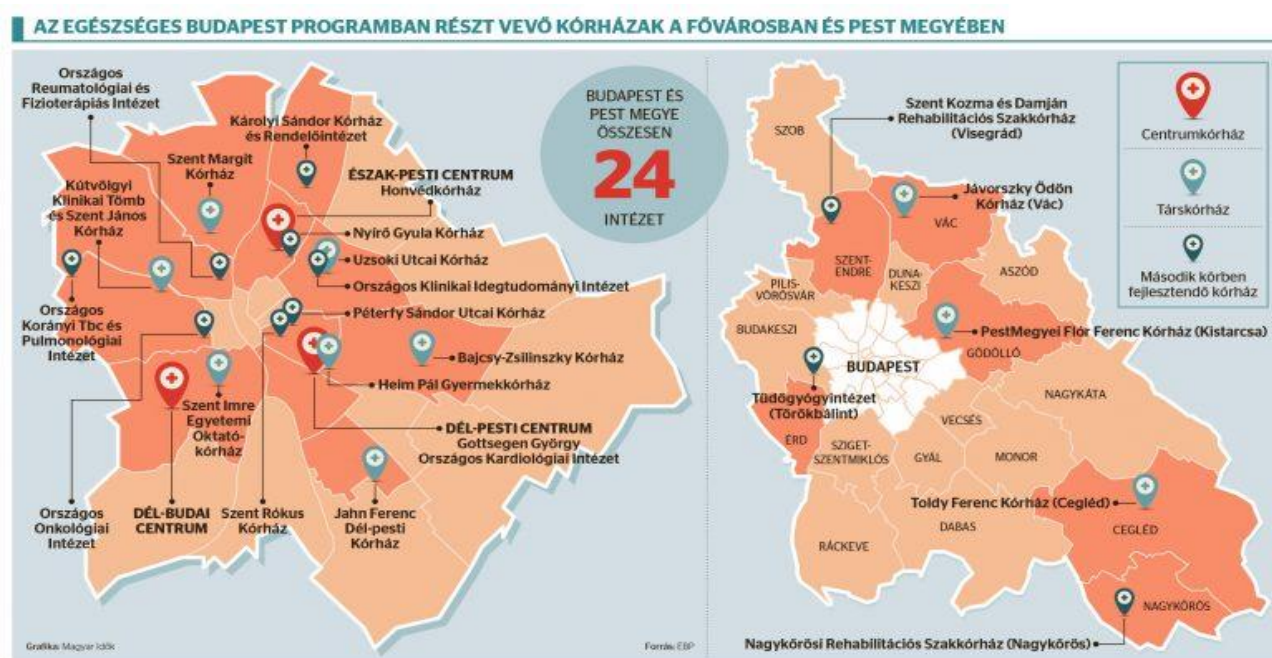 AZ EGÉSZSÉGES BUDAPEST PROGRAMBAN RÉSZT VEVŐ KÓRHÁZAK A FŐVÁROSBAN ÉS PEST MEGYÉBEN
Országos
Reumatológiai és
Fizioterápiás Intézet
Károlyi Sándor Kórház
és Rendelőintézet
Szent Margit
Kórház
Kútvölgyi
Klinikai Tömb
és Szent János
Kórház
ÉSZAK-PESTI CENTRUM
Honvédkórház
Nyírő Gyula Kórház
Uzsoki Utcai Kórház
Országos Klinikai Idegtudományi Intézet
Péterfy Sándor Utcai Kórház
Országos
Korányi Tbc és
Pulmonológiai
Intézet
Bajcsy-Zsilinszky Kórház
Heim Pál Gyermekkórház
Szent Imre
Egyetemi
Oktató-
kórház
DÉL-PESTI CENTRUM
Gottsegen György
Országos Kardiológiai Intézet
Országos
Onkológiai
Intézet
DÉL-BUDAI
CENTRUM
Szent Rókus
Kórház
Jahn Ferenc
Dél-pesti
Kórház
Grafika: Magyar Idők
Forrás: EBP
BUDAPEST ÉS
PEST MEGYE
ÖSSZESEN
24
INTÉZET
Szent Kozma és Damján
Rehabilitációs Szakkórház
(Visegrád)
Jávorszky Ödön
Kórház (Vác)
SZOB
VÁC
SZENT-
ENDRE
DUNA-
KESZI
ASZÓD
PILIS-
VÖRÖSVÁR
BUDAKESZI
PestMegyei Flór Ferenc Kórház (Kistarcsa)
GÖDÖLLŐ
BUDAPEST
Tüdőgyógyintézet
(Törökbálint)
NAGYKÁTA
VECSÉS
ÉRD
SZIGET-
SZENTMIKLÓS
GYÁL
MONOR
Toldy Ferenc Kórház (Cegléd)
DABAS
CEGLÉD
RÁCKEVE
NAGYKŐRÖS
Nagykőrösi Rehabilitációs Szakkórház (Nagykőrös)
Centrumkórház
Társkórház
Második körben
fejlesztendő kórház